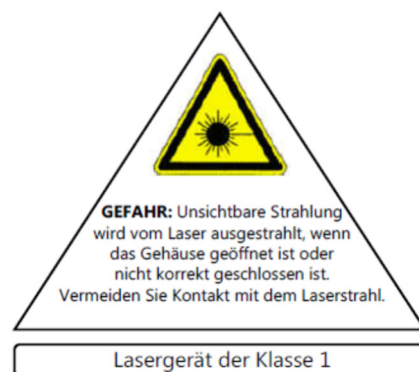 GEFAHR: Unsichtbare Strahlung
wird vom Laser ausgestrahlt, wenn
das Gehäuse geöffnet ist oder
nicht korrekt geschlossen ist.
Vermeiden Sie Kontakt mit dem Laserstrahl.
Lasergerät der Klasse 1